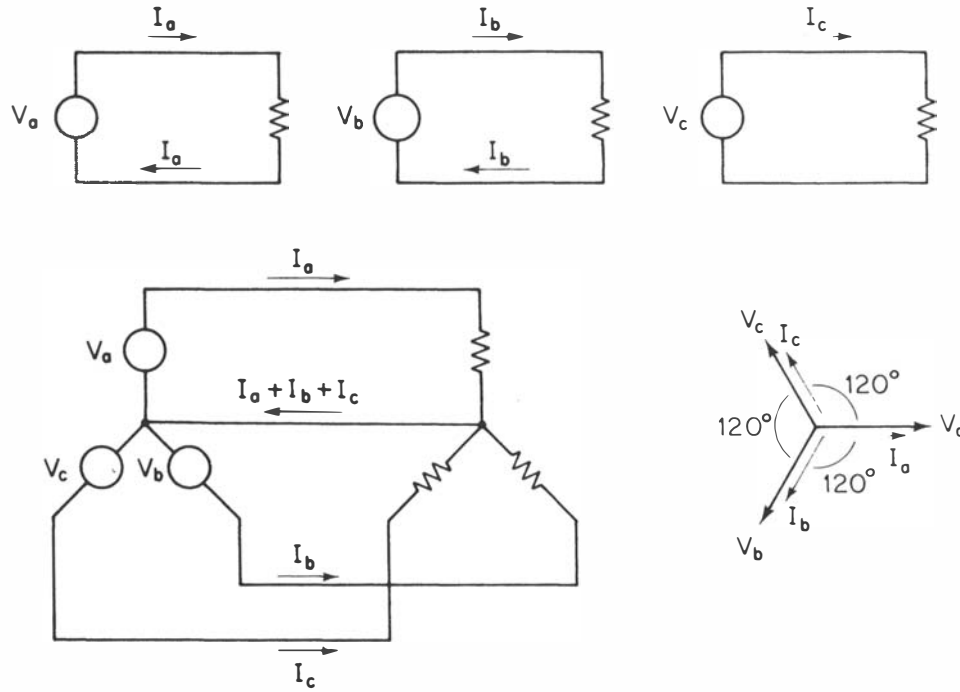 I_a
I_b
I_c
V_a
V_b
V_c
I_a
I_b
I_a
V_a
I_a + I_b + I_c
V_c
V_b
I_b
I_c
V_c
I_c
120°
120°
V_a
I_a
120°
I_b
V_b